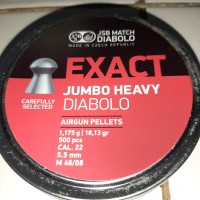 JSB MATCH
DIABOLO
MADE IN CZECH REPUBLIC
EXACT
JUMBO HEAVY
CAREFULLY
SELECTED
DIABOLO
AIRGUN PELLETS
1,175 g | 18,13 gr
500 pcs
CAL. 22
5.5 mm
M 46/08